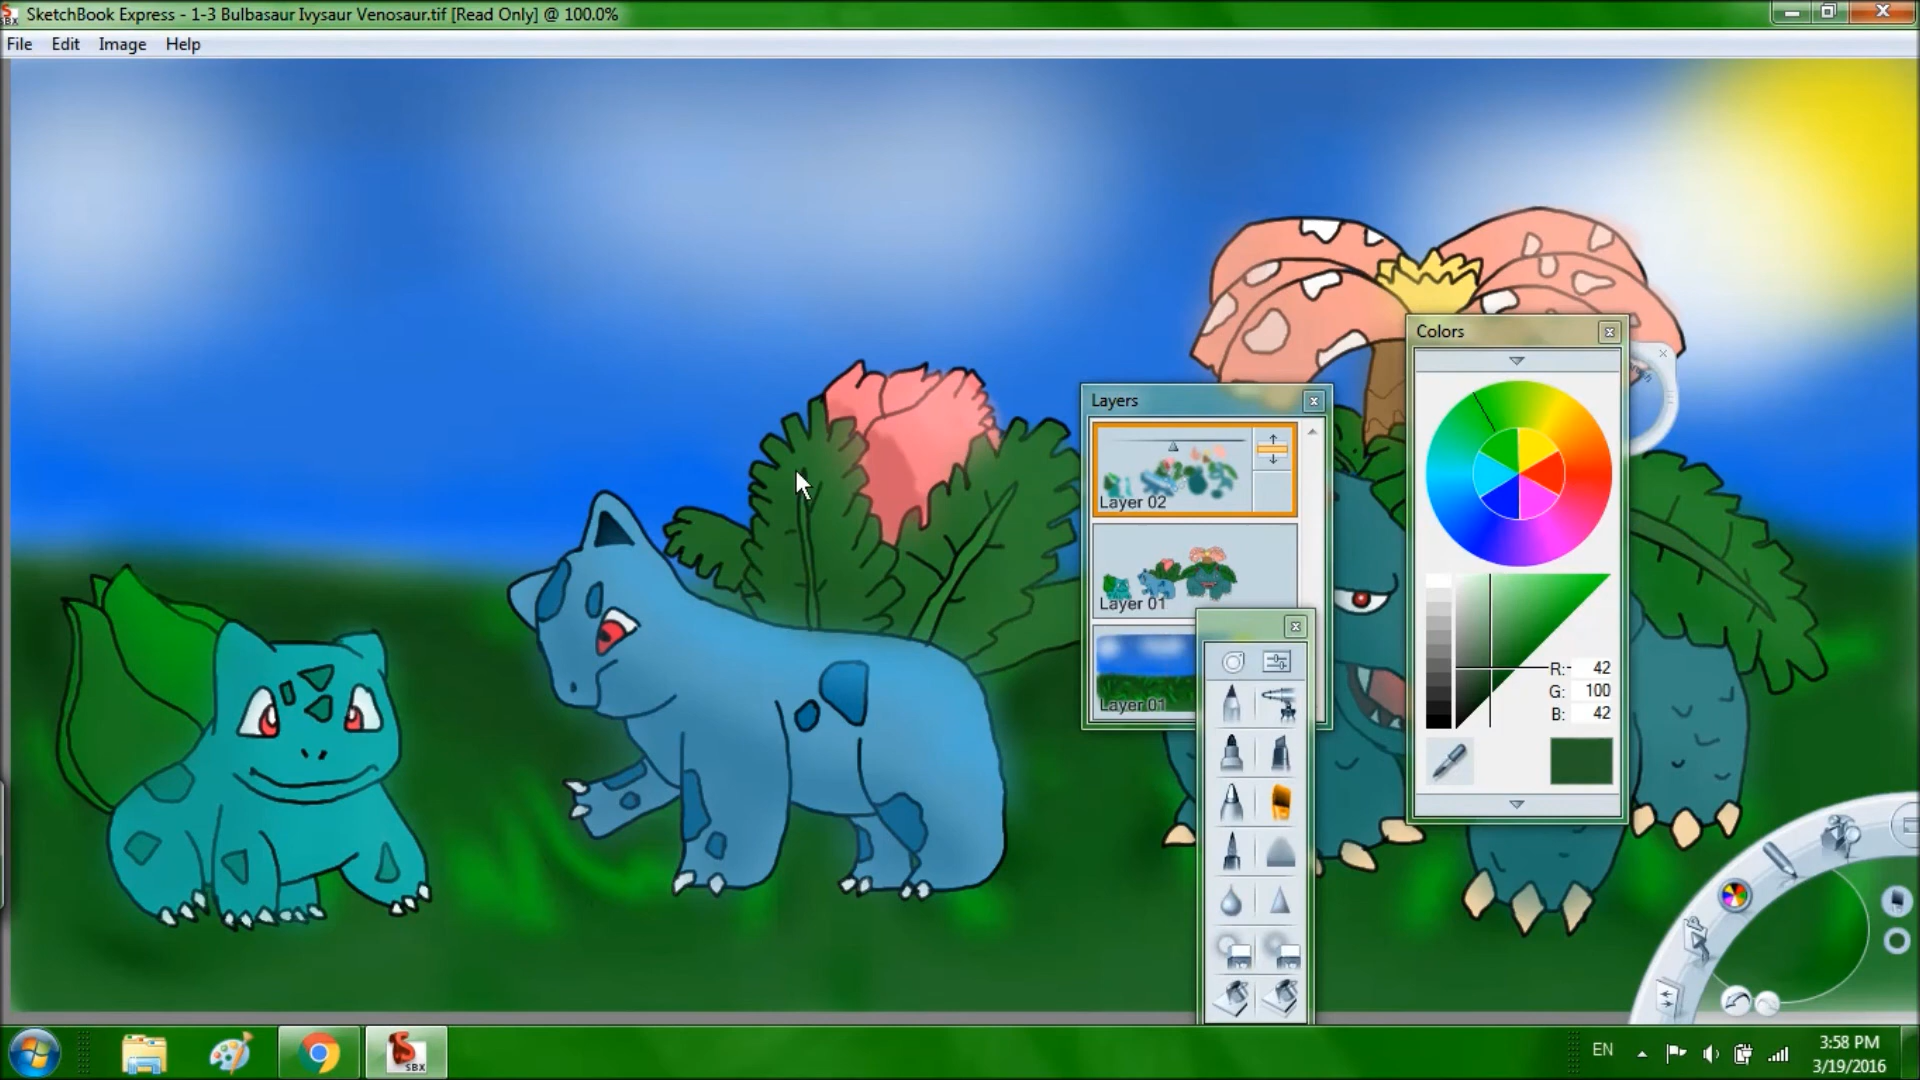 SketchBook Express - 1-3 Bulbasaur Ivysaur Venosaur.tif [Read Only] @ 100.0%
File Edit Image Help
Colors
Layers
Layer 02
Layer 01
Layer 01
R: 42
G: 100
B: 42
SBX
EN
3:58 PM
3/19/2016